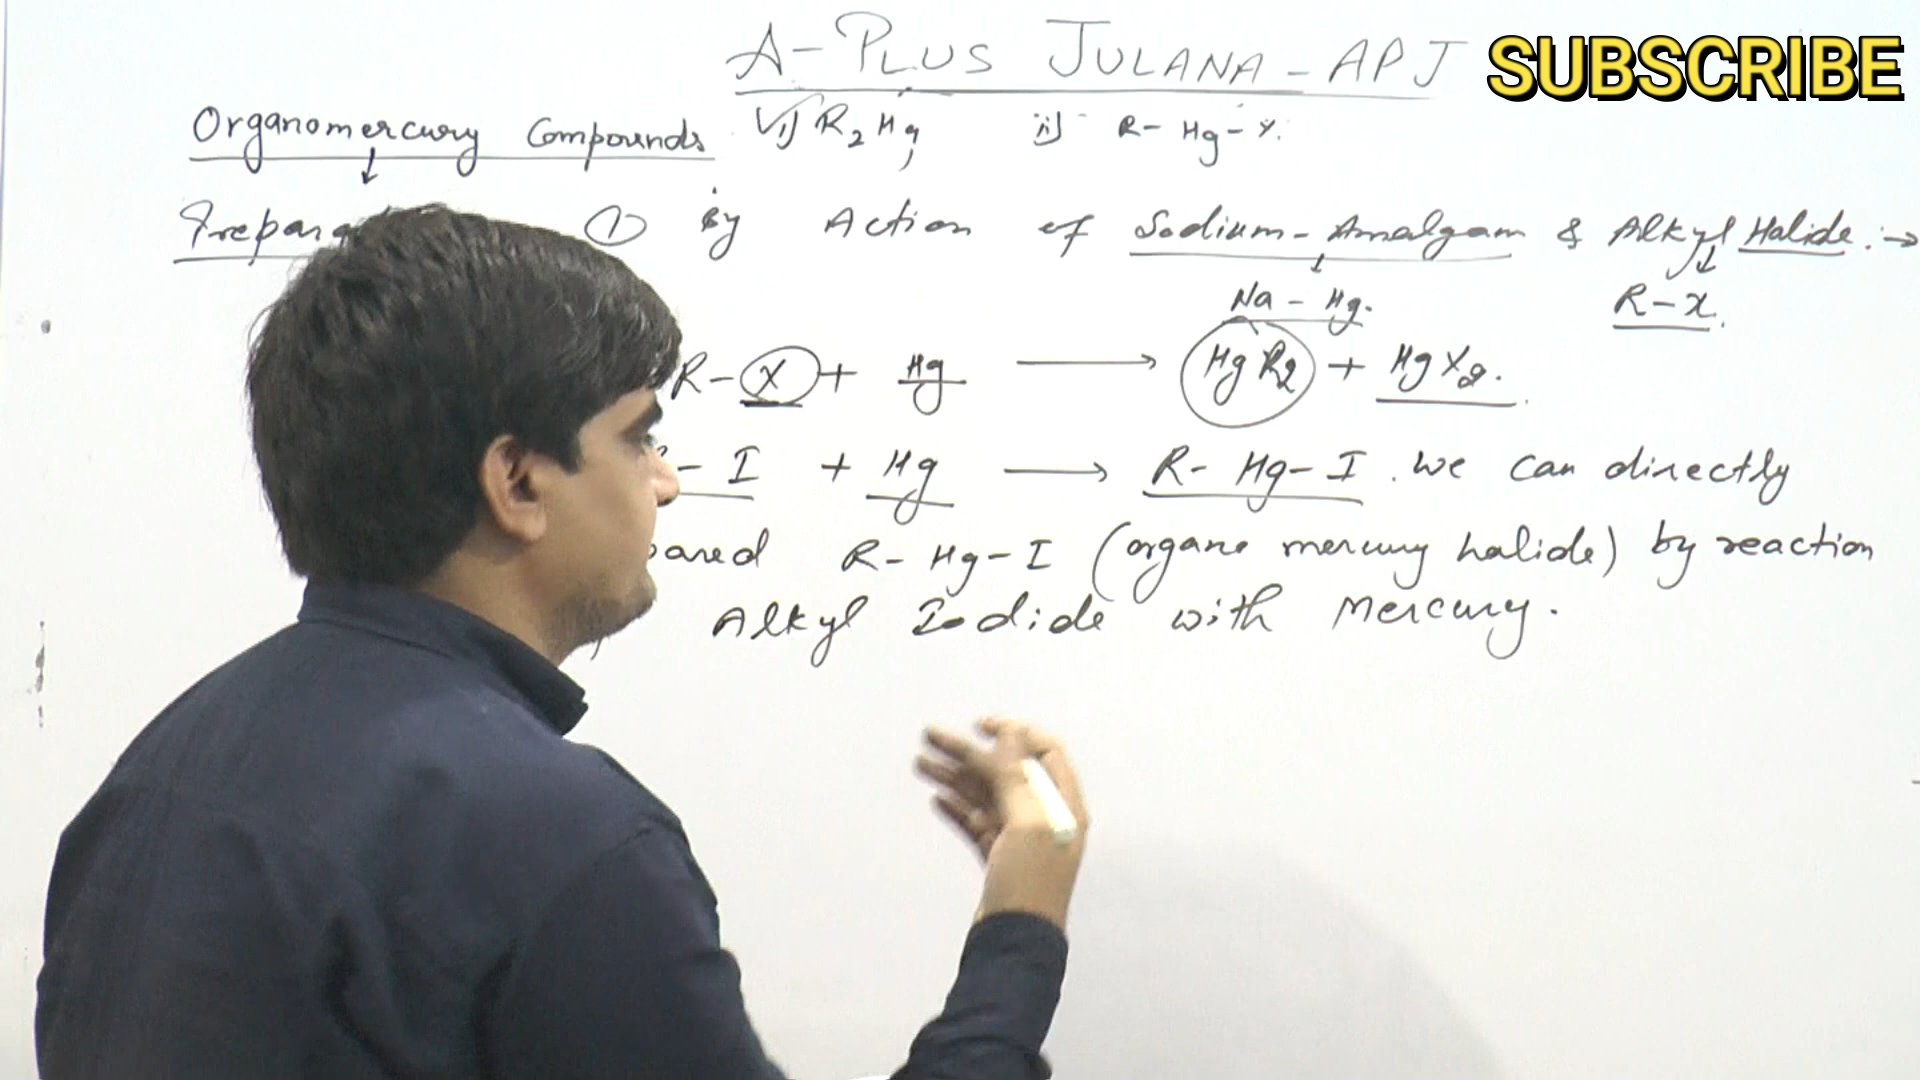 A-PLUS JULANA-APJ
SUBSCRIBE
Organomercury Compounds i) R2Hg ii) R-Hg-X.
① By Action of Sodium-Amalgam & Alkyl Halide :→
Na-Hg. R-X.
R-X + Hg → HgR2 + HgX2.
- I + Hg → R-Hg-I. We can directly
R-Hg-I (organo mercury halide) by reaction
Alkyl Iodide with Mercury.